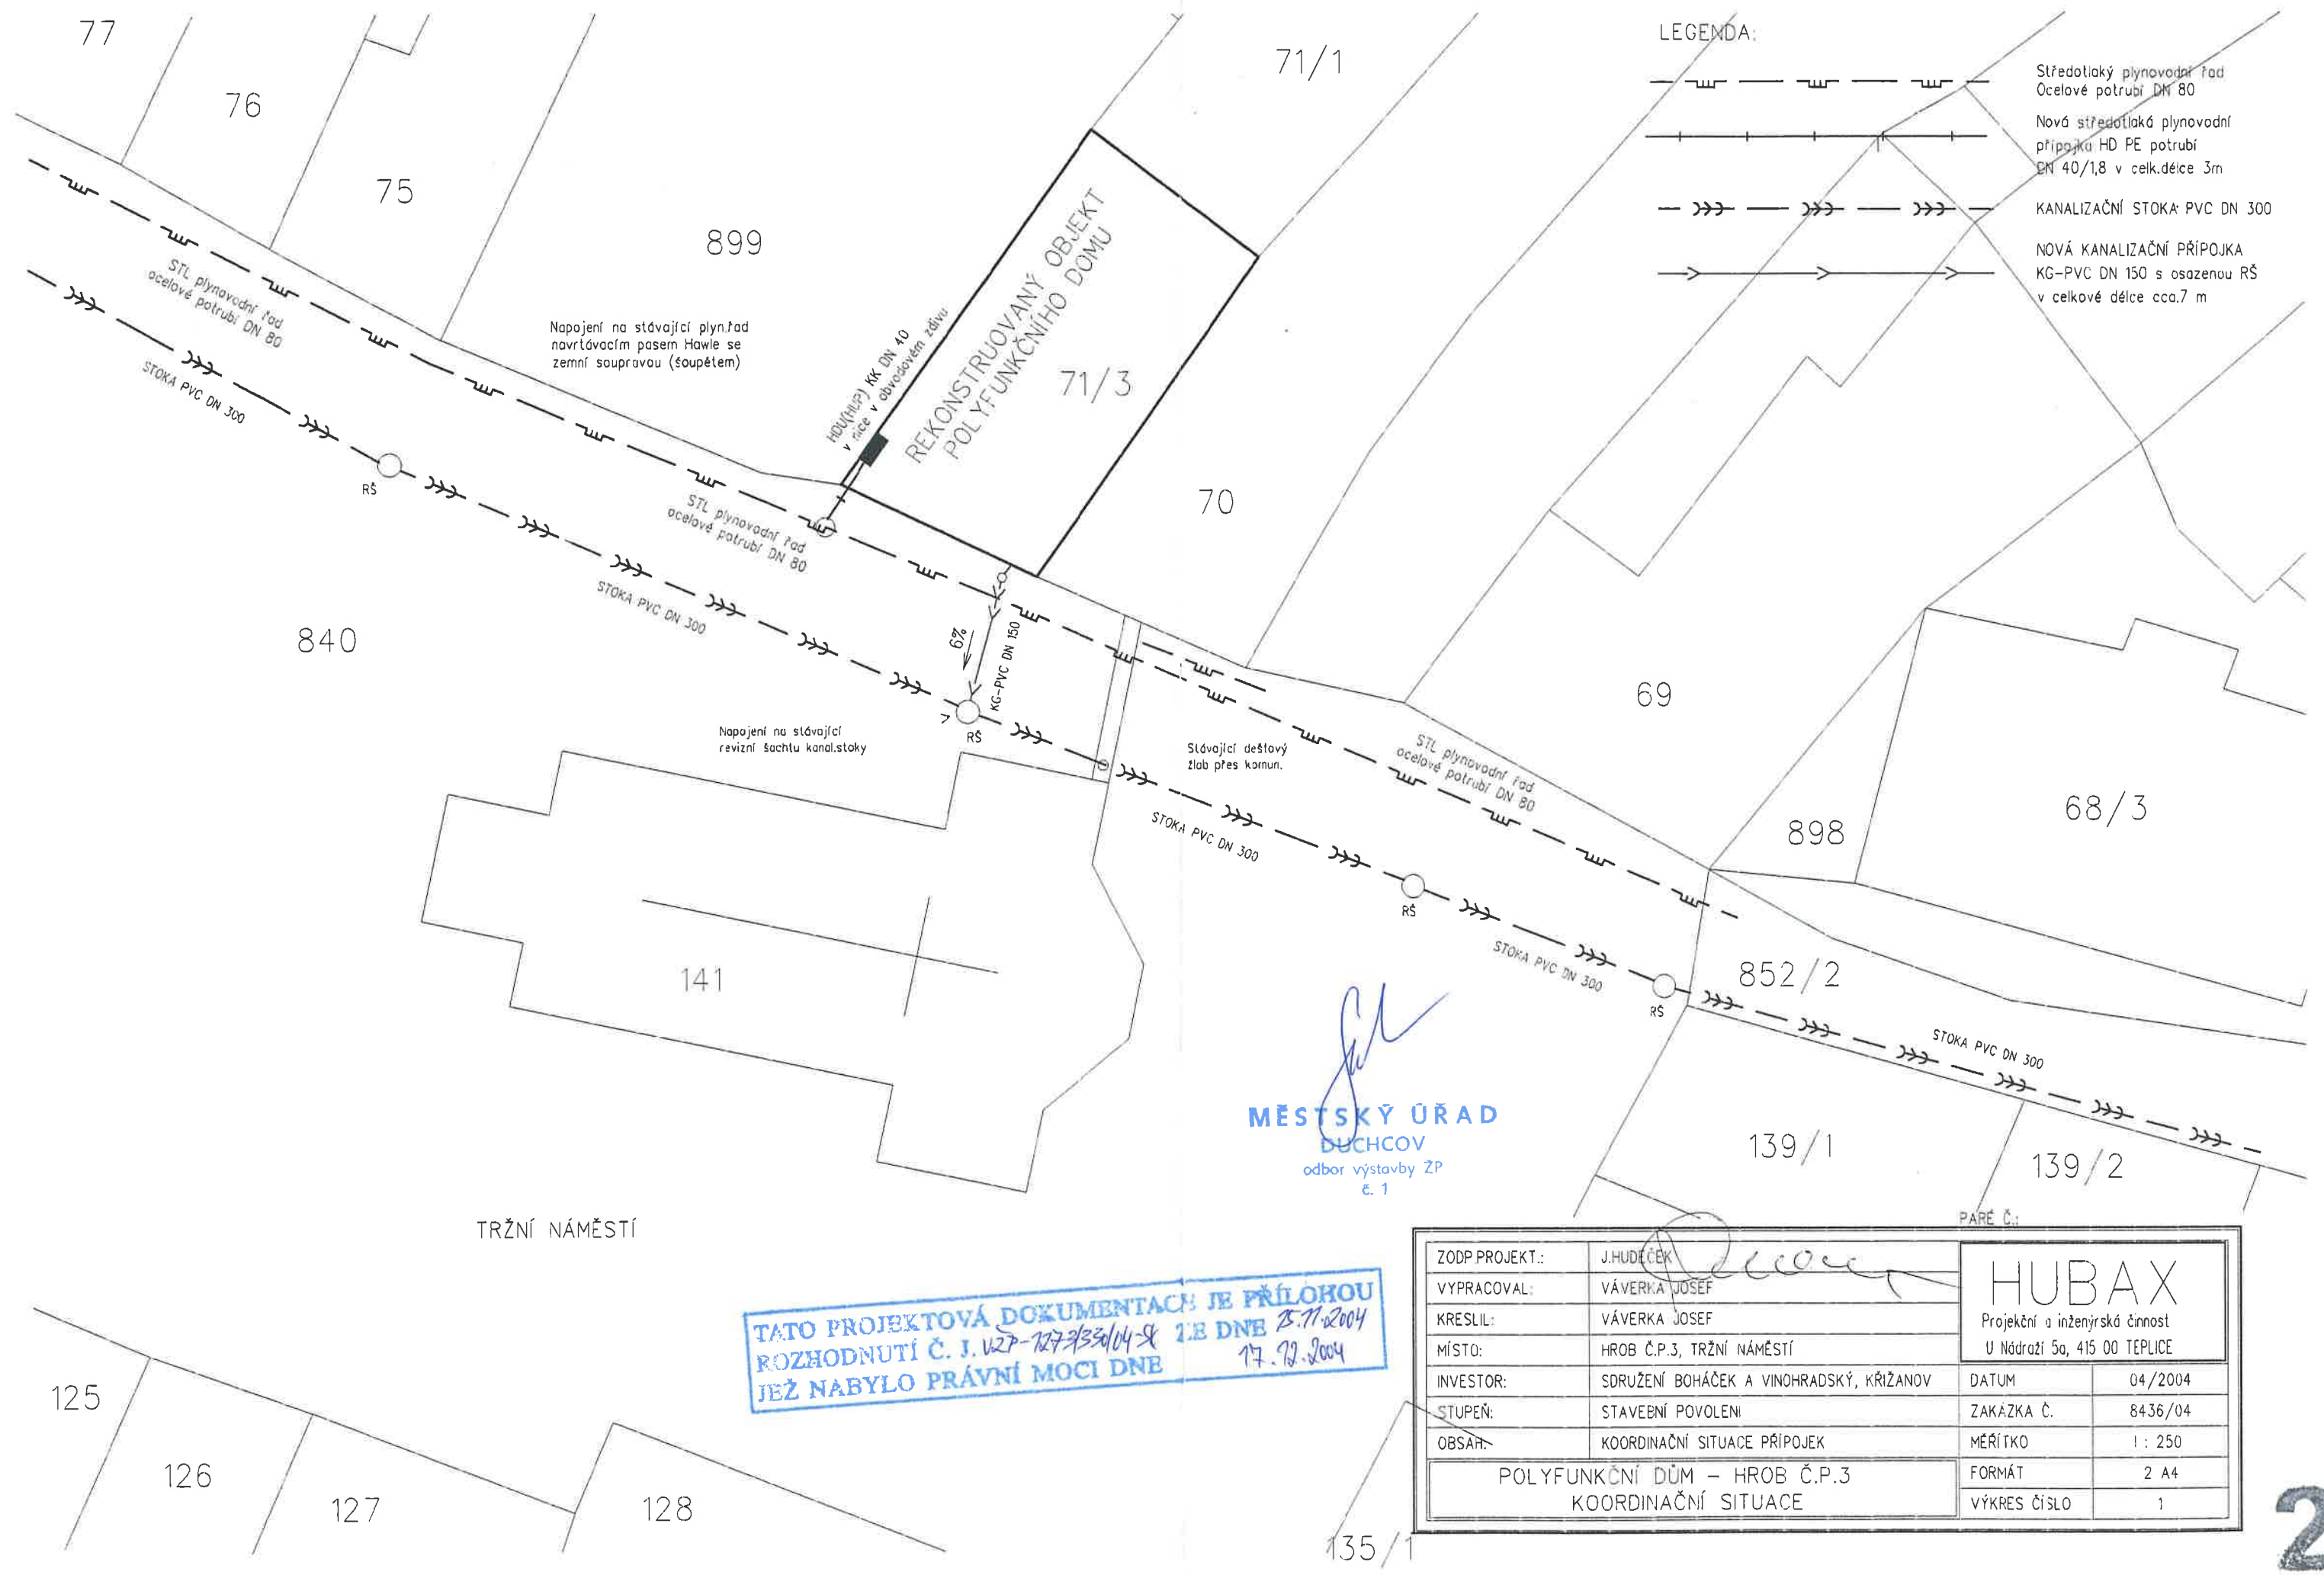 77
76
75
899
71/1
LEGENDA:
Středotlaký plynovodní řad
Ocelové potrubí DN 80
Nová středotlaká plynovodní
přípojka HD PE potrubí
DN 40/1,8 v celk.délce 3m
KANALIZAČNÍ STOKA PVC DN 300
NOVÁ KANALIZAČNÍ PŘÍPOJKA
KG-PVC DN 150 s osazenou RŠ
v celkové délce cca.7 m
STL plynovodní řad
ocelové potrubí DN 80
STOKA PVC DN 300
Napojení na stávající plyn.řad
navrtávacím pasem Hawle se
zemní soupravou (šoupětem)
HDU(HUP) KK DN 40
v nice v obvodovém zdivu
REKONSTRUOVANÝ OBJEKT
POLYFUNKČNÍHO DOMU
71/3
RŠ
STL plynovodní řad
ocelové potrubí DN 80
70
STOKA PVC DN 300
840
6%
KG-PVC DN 150
69
Napojení na stávající
revizní šachtu kanal.stoky
RŠ
Stávající dešťový
žlab přes komun.
STL plynovodní řad
ocelové potrubí DN 80
STOKA PVC DN 300
898
68/3
RŠ
STOKA PVC DN 300
141
852/2
RŠ
STOKA PVC DN 300
MĚSTSKÝ ÚŘAD
DUCHCOV
odbor výstavby ŽP
č. 1
139/1
139/2
TRŽNÍ NÁMĚSTÍ
TATO PROJEKTOVÁ DOKUMENTACE JE PŘÍLOHOU
ROZHODNUTÍ Č. J. ZE DNE 25.11.2004
JEŽ NABYLO PRÁVNÍ MOCI DNE 17.12.2004
125
126
127
128
135/1
PARÉ Č.:
ZODP.PROJEKT.: J.HUDEČEK
VYPRACOVAL: VÁVERKA JOSEF
KRESLIL: VÁVERKA JOSEF
MÍSTO: HROB Č.P.3, TRŽNÍ NÁMĚSTÍ
INVESTOR: SDRUŽENÍ BOHÁČEK A VINOHRADSKÝ, KŘIŽANOV
STUPEŇ: STAVEBNÍ POVOLENI
OBSAH: KOORDINAČNÍ SITUACE PŘÍPOJEK
POLYFUNKČNÍ DŮM – HROB Č.P.3
KOORDINAČNÍ SITUACE
HUBAX
Projekční a inženýrská činnost
U Nádraží 5a, 415 00 TEPLICE
DATUM 04/2004
ZAKÁZKA Č. 8436/04
MĚŘÍTKO 1 : 250
FORMÁT 2 A4
VÝKRES ČÍSLO 1
2